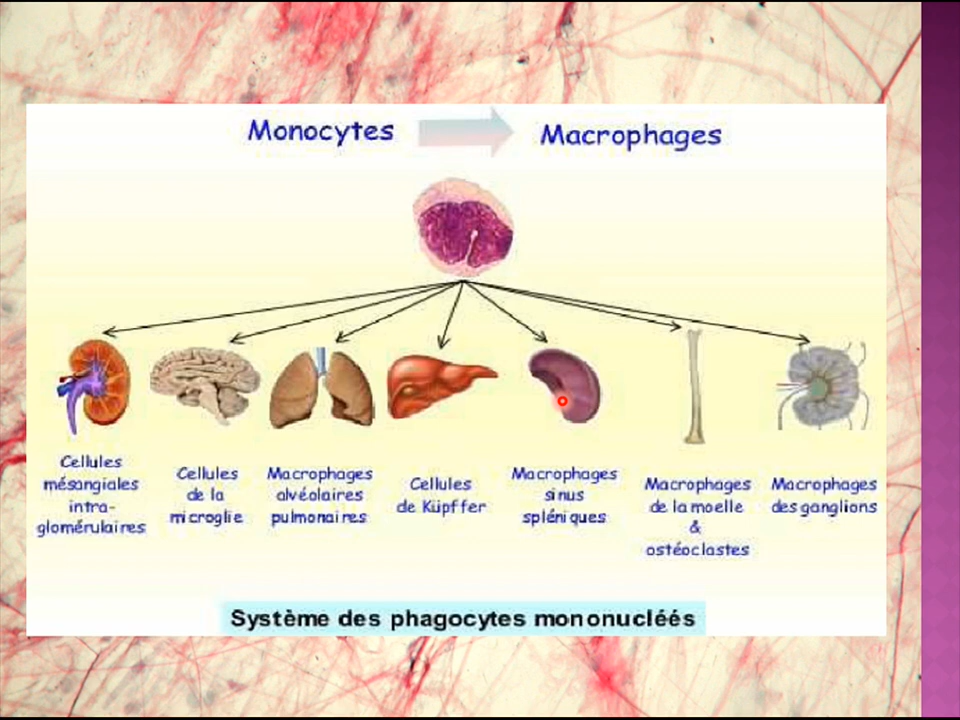 Monocytes
Macrophages
Cellules
mésangiales
intra-
glomérulaires
Cellules
de la
microglie
Macrophages
alvéolaires
pulmonaires
Cellules
de Küpffer
Macrophages
sinus
spléniques
Macrophages
de la moelle
&
ostéoclastes
Macrophages
des ganglions
Système des phagocytes mononucléés